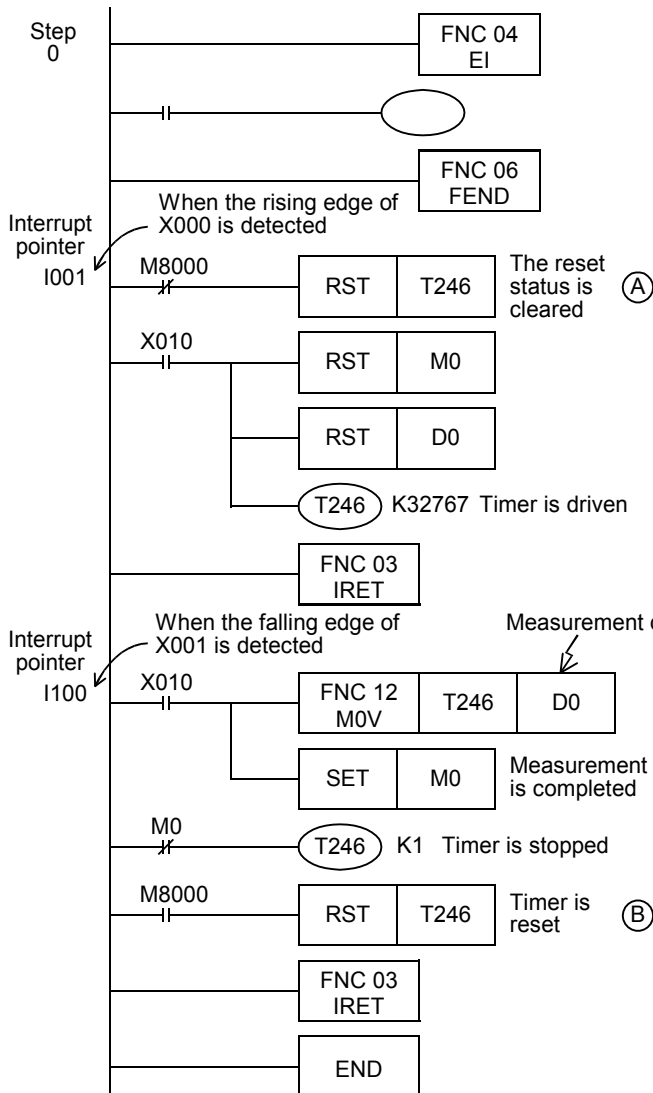 Step
0
FNC 04
EI
FNC 06
FEND
When the rising edge of
X000 is detected
Interrupt
pointer
I001
M8000
RST T246
The reset
status is
cleared
A
X010
RST M0
RST D0
T246 K32767 Timer is driven
FNC 03
IRET
When the falling edge of
X001 is detected
Measurement
Interrupt
pointer
I100
X010
FNC 12
M0V
T246 D0
SET M0
Measurement
is completed
M0
T246 K1 Timer is stopped
M8000
RST T246
Timer is
reset
B
FNC 03
IRET
END